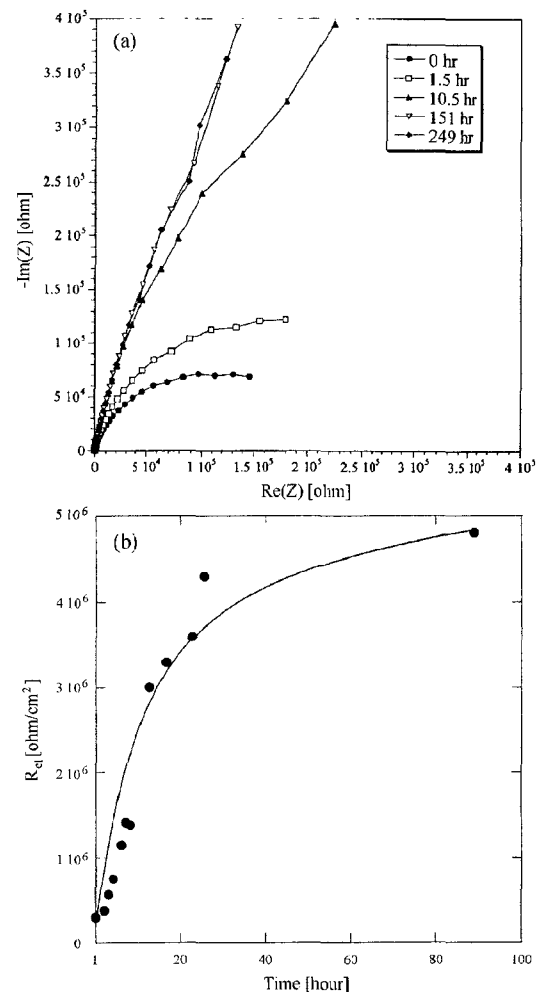 (a)
4 10⁵
3.5 10⁵
3 10⁵
2.5 10⁵
2 10⁵
1.5 10⁵
1 10⁵
5 10⁴
0
-Im(Z) [ohm]
0 hr
1.5 hr
10.5 hr
151 hr
249 hr
0
5 10⁴
1 10⁵
1.5 10⁵
2 10⁵
2.5 10⁵
3 10⁵
3.5 10⁵
4 10⁵
Re(Z) [ohm]
(b)
5 10⁶
4 10⁶
3 10⁶
2 10⁶
1 10⁶
0
[ohm/cm²]
1
20
40
60
80
100
Time [hour]